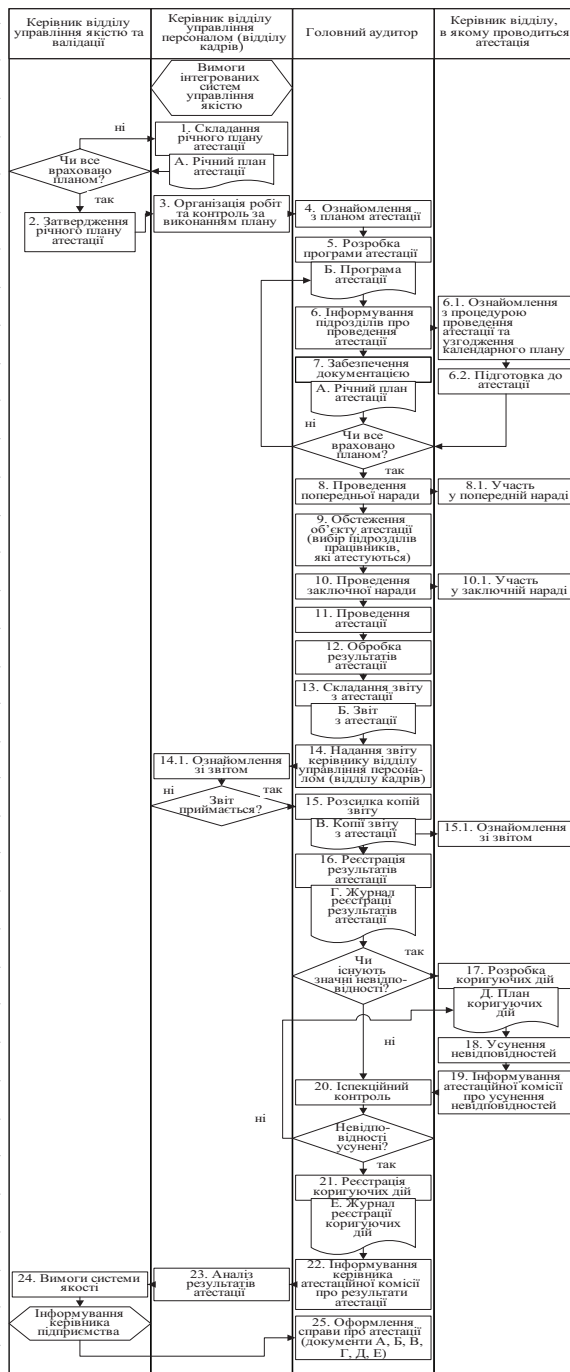 Керівник відділу
управління якістю та
валідації
Керівник відділу
управління
персоналом (відділу
кадрів)
Головний аудитор
Керівник відділу,
в якому проводиться
атестація
Вимоги
інтегрованих
систем
управління
якістю
ні
1. Складання
річного плану
атестації
Чи все
враховано
планом?
А. Річний план
атестації
так
2. Затвердження
річного плану
атестації
3. Організація робіт
та контроль за
виконанням плану
4. Ознайомлення
з планом атестації
5. Розробка
програми атестації
Б. Програма
атестації
6. Інформування
підрозділів про
проведення
атестації
6.1. Ознайомлення
з процедурою
проведення
атестації та
узгодження
календарного плану
7. Забезпечення
документацією
А. Річний план
атестації
6.2. Підготовка до
атестації
ні
Чи все
враховано
планом?
так
8. Проведення
попередньої наради
8.1. Участь
у попередній нараді
9. Обстеження
об’єкту атестації
(вибір підрозділів
працівників,
які атестуються)
10. Проведення
заключної наради
10.1. Участь
у заключній нараді
11. Проведення
атестації
12. Обробка
результатів
атестації
13. Складання звіту
з атестації
Б. Звіт
з атестації
14.1. Ознайомлення
зі звітом
14. Надання звіту
керівнику відділу
управління персона-
лом (відділу кадрів)
ні
так
Звіт
приймається?
15. Розсилка копій
звіту
В. Копії звіту
з атестації
15.1. Ознайомлення
зі звітом
16. Реєстрація
результатів
атестації
Г. Журнал
реєстрації
результатів
атестації
так
Чи
існують
значні невідпо-
відності?
17. Розробка
коригуючих дій
Д. План
коригуючих
дій
ні
18. Усунення
невідповідностей
19. Інформування
атестаційної комісії
про усунення
невідповідностей
20. Іспекційний
контроль
ні
Невідпо-
відності
усунені?
так
21. Реєстрація
коригуючих дій
Е. Журнал
реєстрації
коригуючих
дій
24. Вимоги системи
якості
23. Аналіз
результатів
атестації
22. Інформування
керівника
атестаційної комісії
про результати
атестації
Інформування
керівника
підприємства
25. Оформлення
справи про атестації
(документи А, Б, В,
Г, Д, Е)